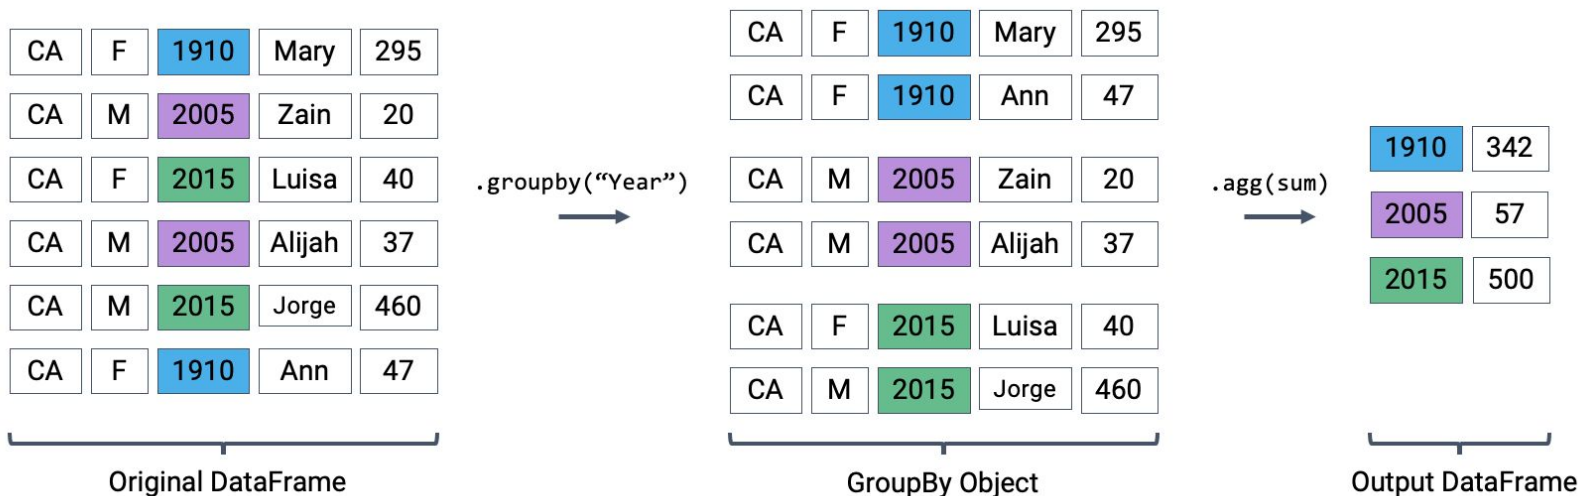 CA F 1910 Mary 295
CA M 2005 Zain 20
CA F 2015 Luisa 40
CA M 2005 Alijah 37
CA M 2015 Jorge 460
CA F 1910 Ann 47
Original DataFrame
.groupby(“Year”)
CA F 1910 Mary 295
CA F 1910 Ann 47
CA M 2005 Zain 20
CA M 2005 Alijah 37
CA F 2015 Luisa 40
CA M 2015 Jorge 460
GroupBy Object
.agg(sum)
1910 342
2005 57
2015 500
Output DataFrame